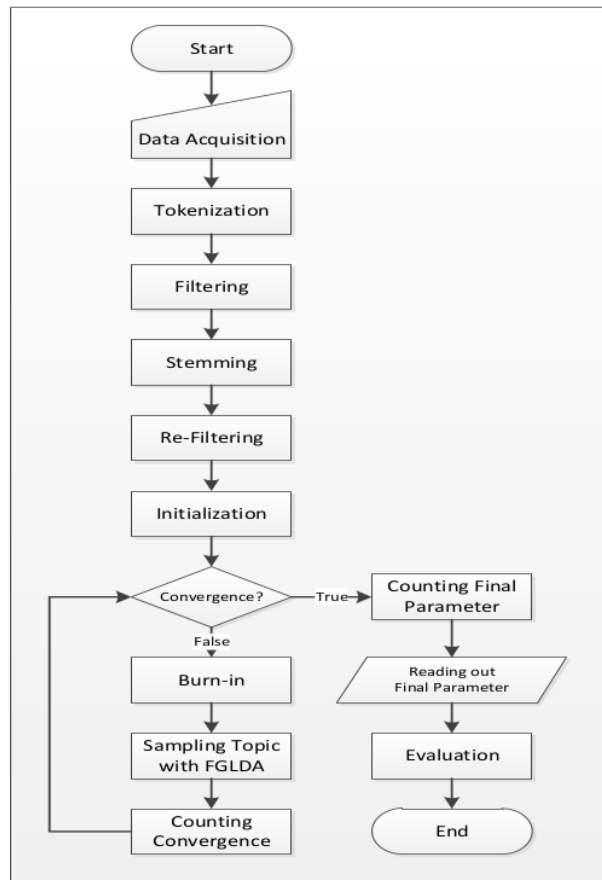 Start
Data Acquisition
Tokenization
Filtering
Stemming
Re-Filtering
Initialization
Convergence?
True
Counting Final
Parameter
False
Reading out
Final Parameter
Burn-in
Sampling Topic
with FGLDA
Evaluation
Counting
Convergence
End